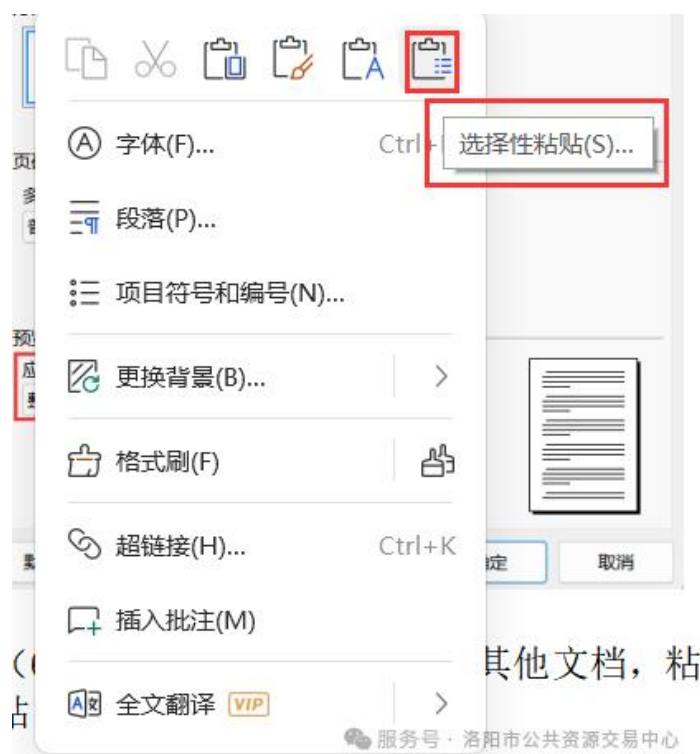 选择性粘贴(S)...
字体(F)... Ctrl+
段落(P)...
项目符号和编号(N)...
更换背景(B)...
格式刷(F)
超链接(H)... Ctrl+K
插入批注(M)
全文翻译 VIP
预览
定 取消
其他文档，粘
服务号 · 洛阳市公共资源交易中心